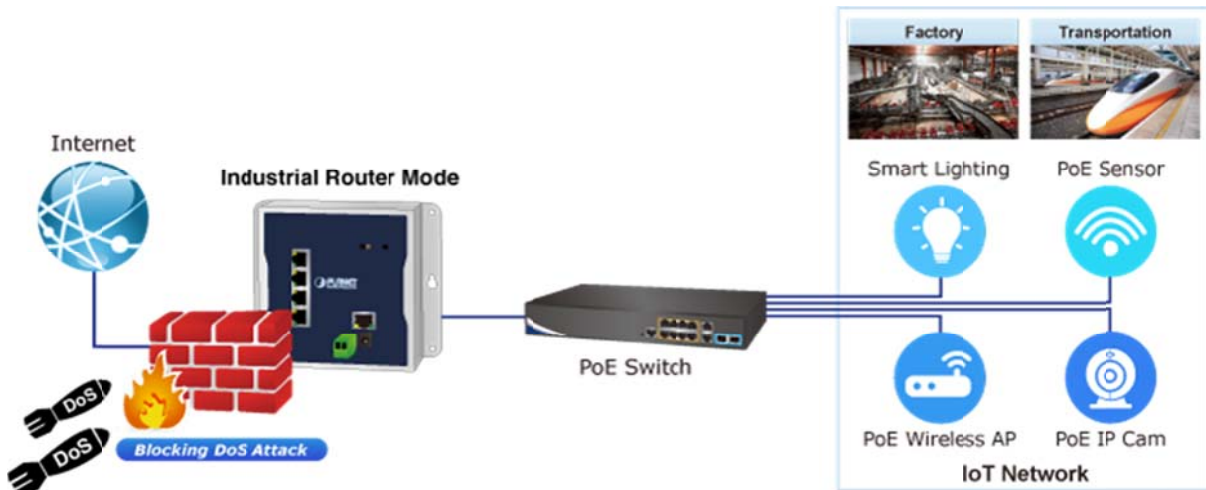 Factory
Transportation
Internet
Industrial Router Mode
Smart Lighting
PoE Sensor
PLANET
PoE Switch
DoS
DoS
Blocking DoS Attack
PoE Wireless AP
PoE IP Cam
IoT Network